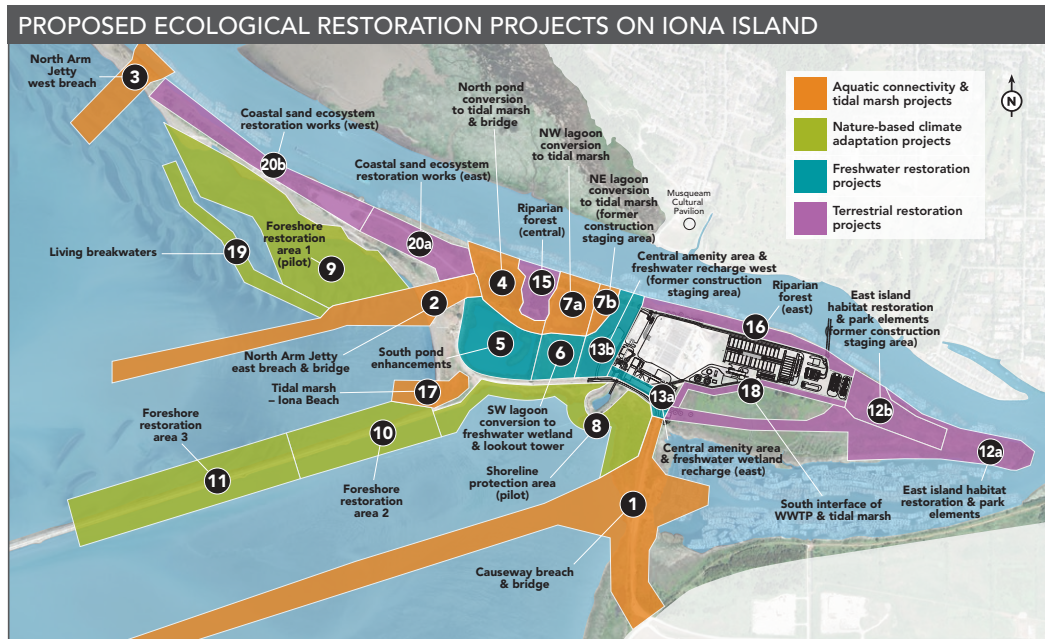 PROPOSED ECOLOGICAL RESTORATION PROJECTS ON IONA ISLAND
North Arm
Jetty
west breach
3
Coastal sand ecosystem
restoration works (west)
20b
Coastal sand ecosystem
restoration works (east)
20a
North pond
conversion
to tidal marsh
& bridge
NW lagoon
conversion
to tidal marsh
NE lagoon
conversion
to tidal marsh
(former
construction
staging area)
Riparian
forest
(central)
Musqueam
Cultural
Pavilion
Aquatic connectivity &
tidal marsh projects
Nature-based climate
adaptation projects
Freshwater restoration
projects
Terrestrial restoration
projects
N
Central amenity area &
freshwater recharge west
(former construction
staging area)
Riparian
forest
(east)
East island
habitat restoration
& park elements
(former construction
staging area)
Living breakwaters
19
Foreshore
restoration
area 1
(pilot)
9
2
4
15
7a
7b
16
5
6
13b
13a
18
12b
12a
North Arm Jetty
east breach & bridge
South pond
enhancements
Tidal marsh
– Iona Beach
17
Foreshore
restoration
area 3
11
10
Foreshore
restoration
area 2
SW lagoon
conversion to
freshwater wetland
& lookout tower
8
Shoreline
protection area
(pilot)
Central amenity area
& freshwater wetland
recharge (east)
South interface of
WWTP & tidal marsh
East island habitat
restoration & park
elements
1
Causeway breach
& bridge